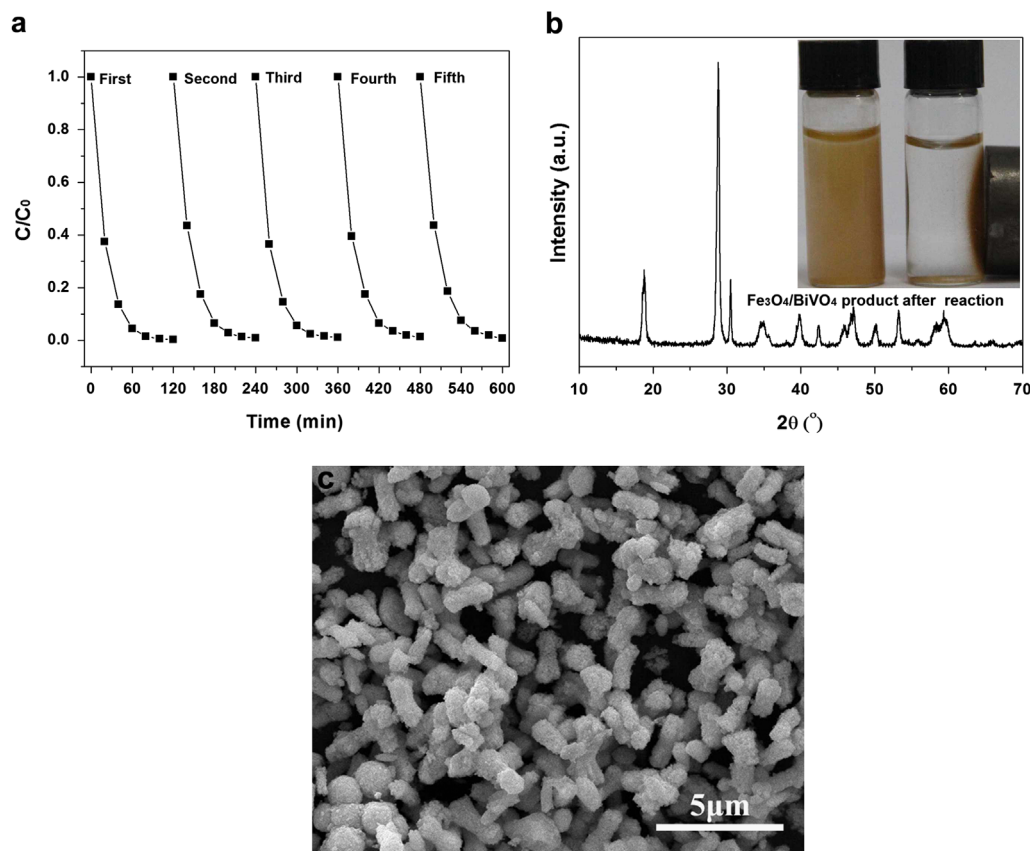 a
1.0
0.8
0.6
0.4
0.2
0.0
C/C₀
First
Second
Third
Fourth
Fifth
0
60
120
180
240
300
360
420
480
540
600
Time (min)
b
Intensity (a.u.)
Fe₃O₄/BiVO₄ product after reaction
10
20
30
40
50
60
70
2θ (°)
c
5μm